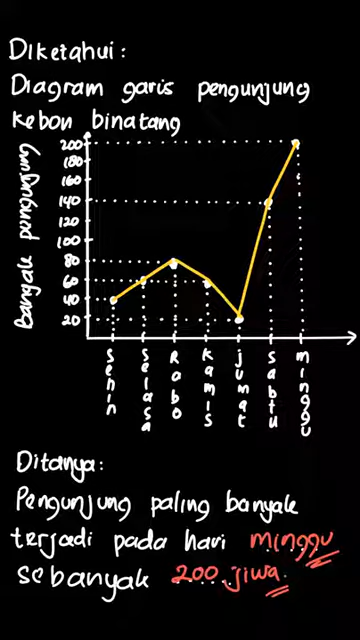 Diketahui:
Diagram garis pengunjung
kebon binatang
Banyak pengunjung
200
180
160
140
120
100
80
60
40
20
Senin
Selasa
Rabo
Kamis
Jumat
Sabtu
Minggu
Ditanya:
Pengunjung paling banyak
terjadi pada hari minggu
sebanyak 200 jiwa.